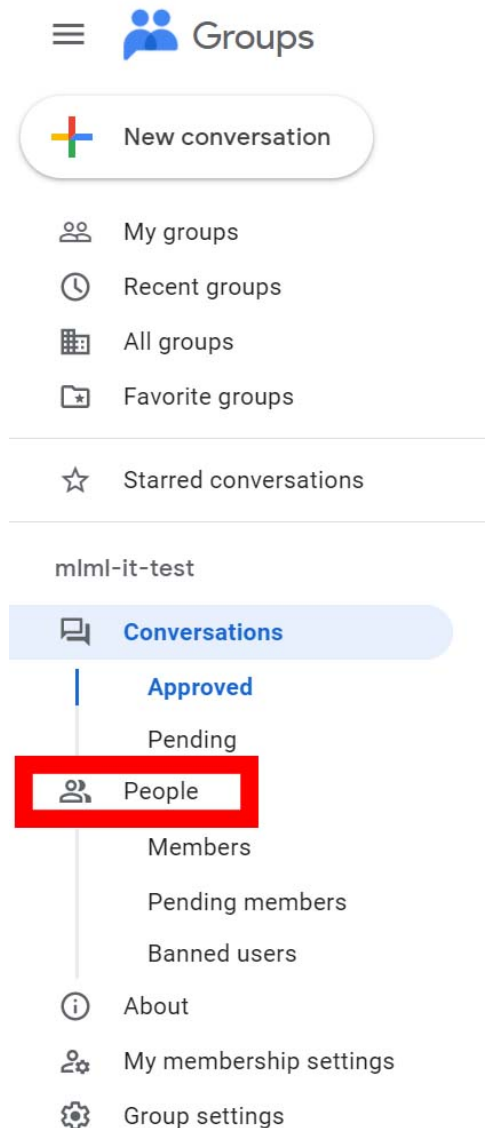 Groups
New conversation
My groups
Recent groups
All groups
Favorite groups
Starred conversations
mlml-it-test
Conversations
Approved
Pending
People
Members
Pending members
Banned users
About
My membership settings
Group settings